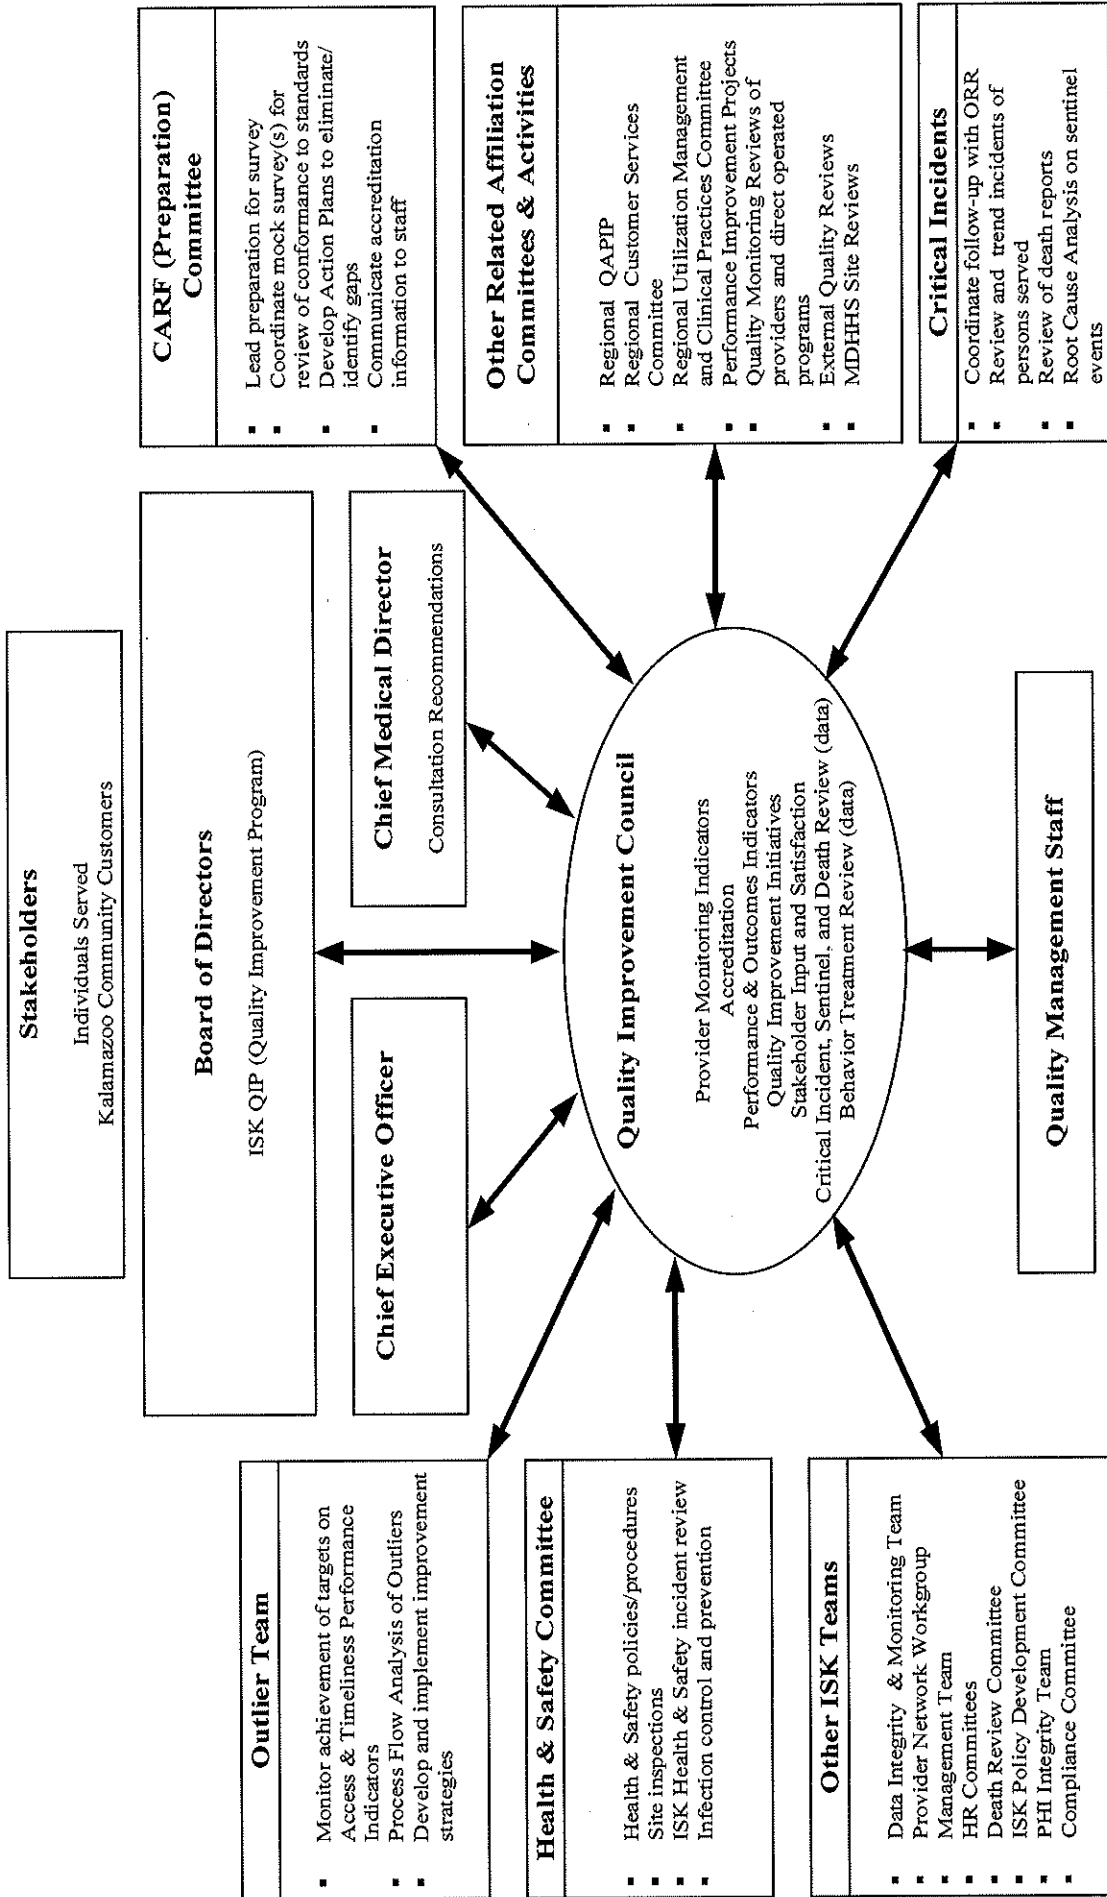 Stakeholders
Individuals Served
Kalamazoo Community Customers
Board of Directors
ISK QIP (Quality Improvement Program)
Chief Executive Officer
Chief Medical Director
Consultation Recommendations
Outlier Team
▪ Monitor achievement of targets on
Access & Timeliness Performance
Indicators
▪ Process Flow Analysis of Outliers
▪ Develop and implement improvement
strategies
Health & Safety Committee
▪ Health & Safety policies/procedures
▪ Site inspections
▪ ISK Health & Safety incident review
▪ Infection control and prevention
Other ISK Teams
▪ Data Integrity & Monitoring Team
▪ Provider Network Workgroup
▪ Management Team
▪ HR Committees
▪ Death Review Committee
▪ ISK Policy Development Committee
▪ PHI Integrity Team
▪ Compliance Committee
Quality Improvement Council
Provider Monitoring Indicators
Accreditation
Performance & Outcomes Indicators
Quality Improvement Initiatives
Stakeholder Input and Satisfaction
Critical Incident, Sentinel, and Death Review (data)
Behavior Treatment Review (data)
Quality Management Staff
CARF (Preparation)
Committee
▪ Lead preparation for survey
▪ Coordinate mock survey(s) for
review of conformance to standards
▪ Develop Action Plans to eliminate/
identify gaps
▪ Communicate accreditation
information to staff
Other Related Affiliation
Committees & Activities
▪ Regional QAPIP
▪ Regional Customer Services
Committee
▪ Regional Utilization Management
and Clinical Practices Committee
▪ Performance Improvement Projects
▪ Quality Monitoring Reviews of
providers and direct operated
programs
▪ External Quality Reviews
▪ MDHHS Site Reviews
Critical Incidents
▪ Coordinate follow-up with ORR
▪ Review and trend incidents of
persons served
▪ Review of death reports
▪ Root Cause Analysis on sentinel
events